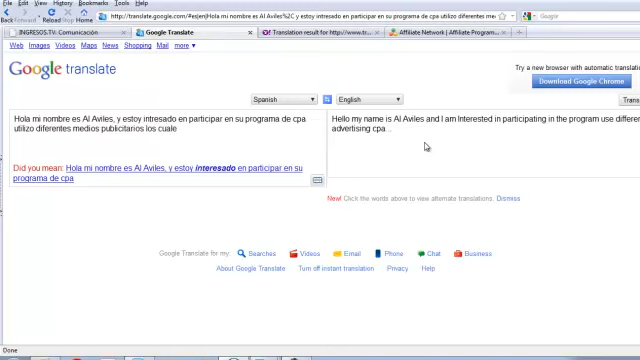 File Edit View History Bookmarks Tools Help
Back Reload Stop Home http://translate.google.com/#es|en|Hola mi nombre es Al Aviles%2C y estoy intresado en participar en su programa de cpa utilizo diferentes medios Google
INGRESOS.TV: Comunicación Google Translate Translation result for http://www.tr... Affiliate Network | Affiliate Program...
Web Images Videos Maps News Shopping Mail more
Google translate
Try a new browser with automatic translatio
Download Google Chrome
Spanish English Trans
Hola mi nombre es Al Aviles, y estoy intresado en participar en su programa de cpa
utilizo diferentes medios publicitarios los cuale
Hello my name is Al Aviles and I am Interested in participating in the program use differen
advertising cpa...
Did you mean: Hola mi nombre es Al Aviles, y estoy interesado en participar en su
programa de cpa
New! Click the words above to view alternate translations. Dismiss
Google Translate for my: Searches Videos Email Phone Chat Business
About Google Translate Turn off instant translation Privacy Help
Done